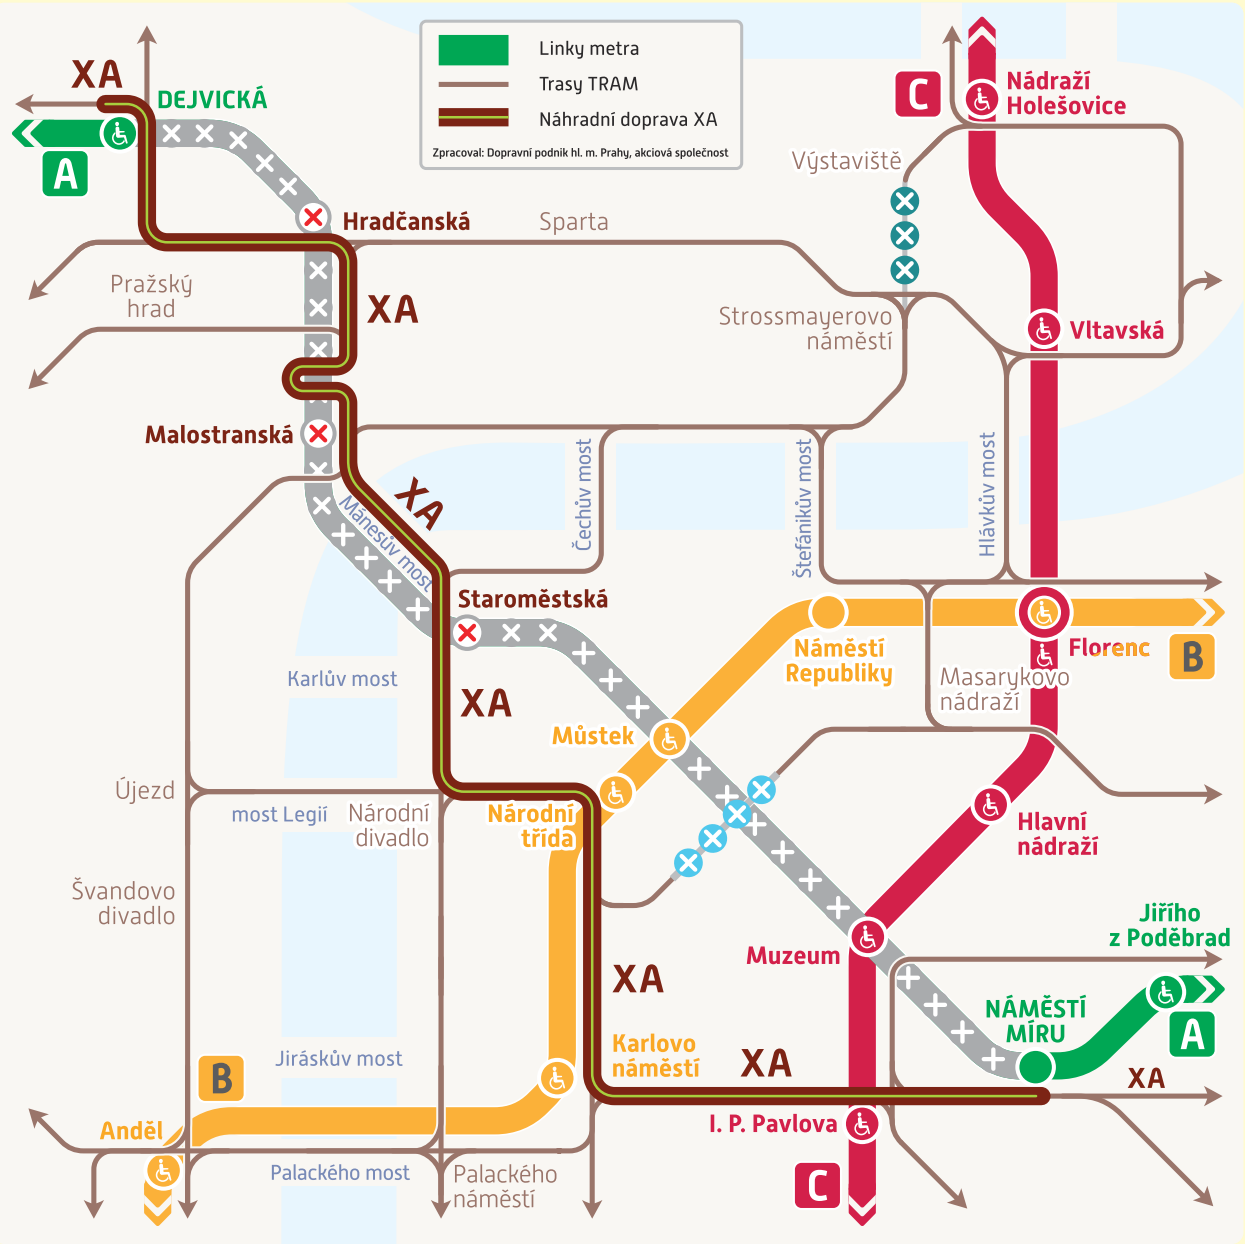 Linky metra
Trasy TRAM
Náhradní doprava XA
Zpracoval: Dopravní podnik hl. m. Prahy, akciová společnost
XA
DEJVICKÁ
A
C
Nádraží
Holešovice
Výstaviště
Hradčanská
Sparta
Pražský
hrad
XA
Strossmayerovo
náměstí
Vltavská
Malostranská
XA
Mánesův most
Čechův most
Štefánikův most
Hlávkův most
Staroměstská
Karlův most
XA
Náměstí
Republiky
Florenc
B
Masarykovo
nádraží
Můstek
Újezd
most Legií
Národní
divadlo
Národní
třída
Hlavní
nádraží
Švandovo
divadlo
Jiřího
z Poděbrad
Muzeum
XA
NÁMĚSTÍ
MÍRU
A
Jiráskův most
Karlovo
náměstí
XA
XA
B
Anděl
I. P. Pavlova
Palackého most
Palackého
náměstí
C